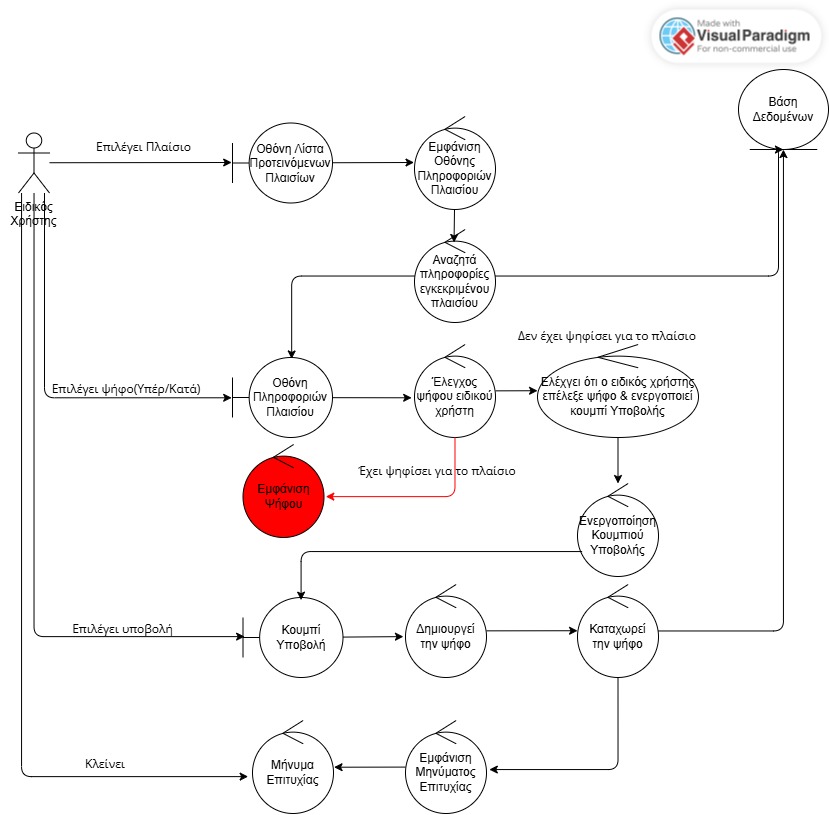 Made with
VisualParadigm
For non-commercial use
Βάση
Δεδομένων
Επιλέγει Πλαίσιο
Οθόνη Λίστα
Προτεινόμενων
Πλαισίων
Εμφάνιση
Οθόνης
Πληροφοριών
Πλαισίου
Ειδικός
Χρήστης
Αναζητά
πληροφορίες
εγκεκριμένου
πλαισίου
Δεν έχει ψηφίσει για το πλαίσιο
Επιλέγει ψήφο(Υπέρ/Κατά)
Οθόνη
Πληροφοριών
Πλαισίου
Έλεγχος
ψήφου ειδικού
χρήστη
Ελέχγει ότι ο ειδικός χρήστης
επέλεξε ψήφο & ενεργοποιεί
κουμπί Υποβολής
Έχει ψηφίσει για το πλαίσιο
Εμφάνιση
Ψήφου
Ενεργοποίηση
Κουμπιού
Υποβολής
Επιλέγει υποβολή
Κουμπί
Υποβολή
Δημιουργεί
την ψήφο
Καταχωρεί
την ψήφο
Κλείνει
Μήνυμα
Επιτυχίας
Εμφάνιση
Μηνύματος
Επιτυχίας